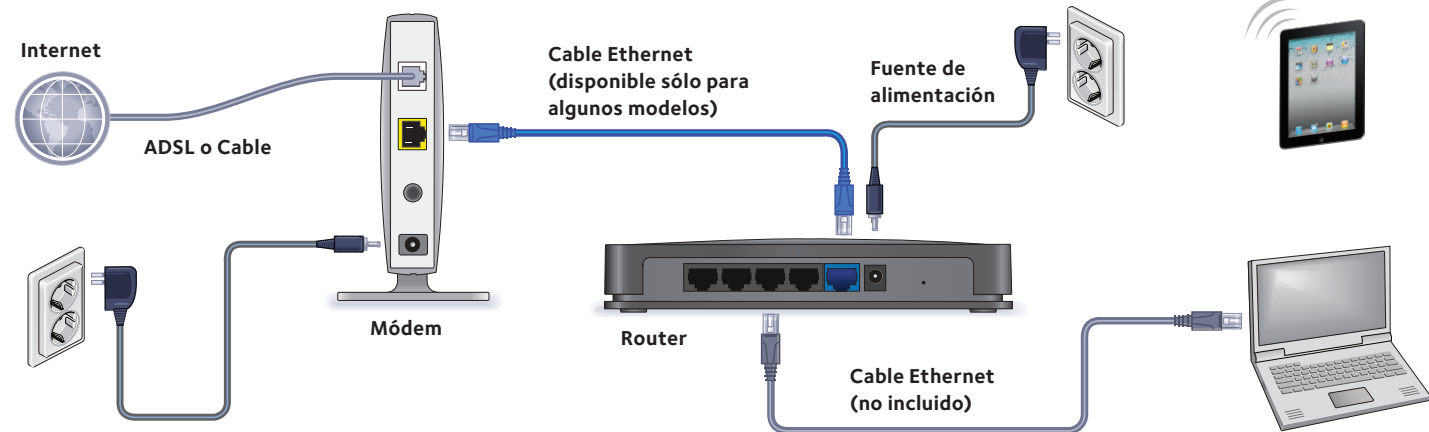 Internet
ADSL o Cable
Cable Ethernet
(disponible sólo para
algunos modelos)
Fuente de
alimentación
Módem
Router
Cable Ethernet
(no incluido)